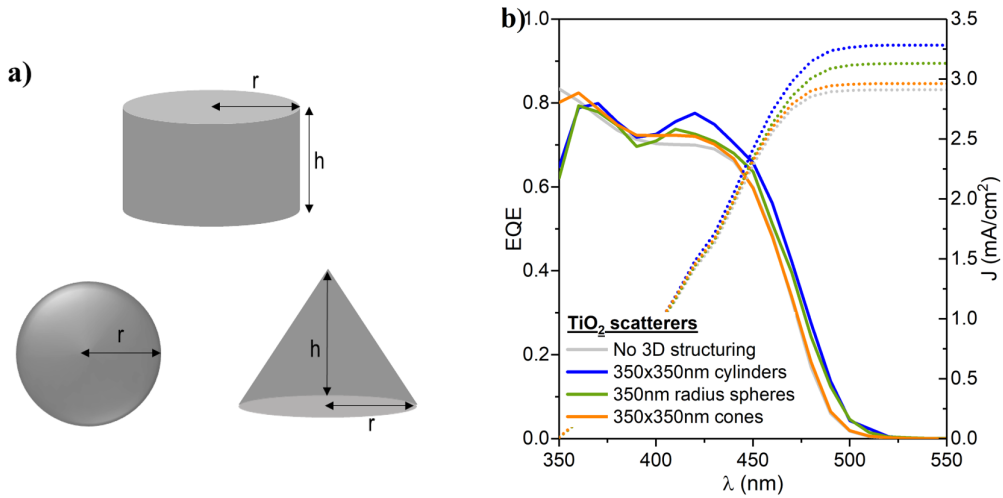 a)
r
h
r
h
r
b)
1.0
0.8
0.6
0.4
0.2
0.0
EQE
3.5
3.0
2.5
2.0
1.5
1.0
0.5
0.0
J (mA/cm²)
TiO₂ scatterers
No 3D structuring
350x350nm cylinders
350nm radius spheres
350x350nm cones
350 400 450 500 550
λ (nm)